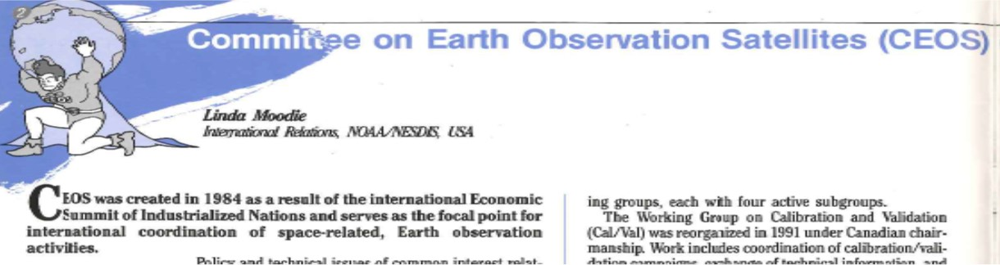 2
Committee on Earth Observation Satellites (CEOS)
Linda Moodie
International Relations, NOAA/NESDIS, USA
CEOS was created in 1984 as a result of the international Economic
Summit of Industrialized Nations and serves as the focal point for
international coordination of space-related, Earth observation
activities.
Policy and technical issues of common interest relat-
ing groups, each with four active subgroups.
The Working Group on Calibration and Validation
(Cal/Val) was reorganized in 1991 under Canadian chair-
manship. Work includes coordination of calibration/vali-
dation campaigns, exchange of technical information, and